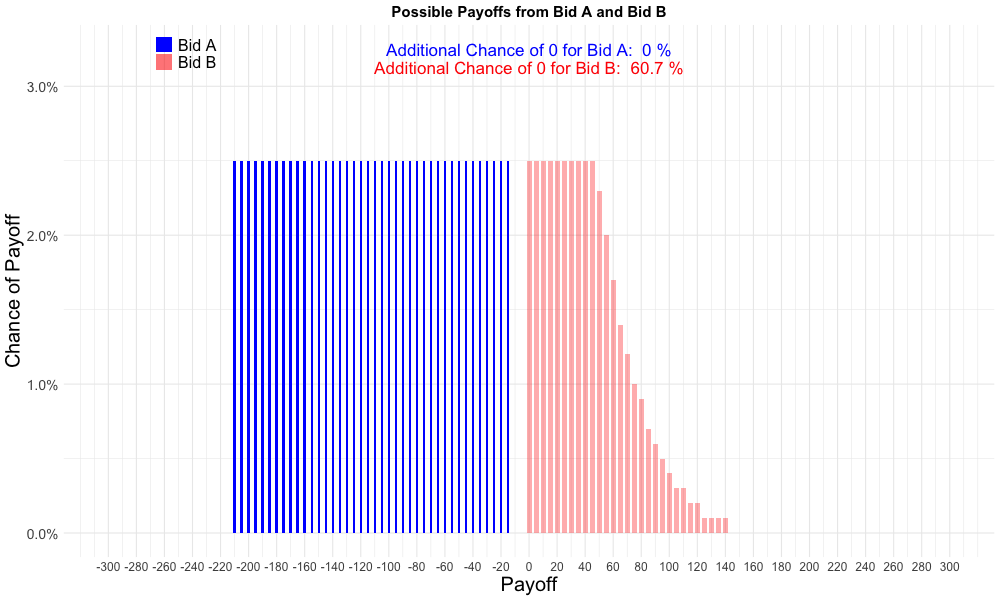 Possible Payoffs from Bid A and Bid B
Bid A
Bid B
Additional Chance of 0 for Bid A:  0 %
Additional Chance of 0 for Bid B:  60.7 %
Chance of Payoff
3.0%
2.0%
1.0%
0.0%
-300 -280 -260 -240 -220 -200 -180 -160 -140 -120 -100 -80 -60 -40 -20 0 20 40 60 80 100 120 140 160 180 200 220 240 260 280 300
Payoff